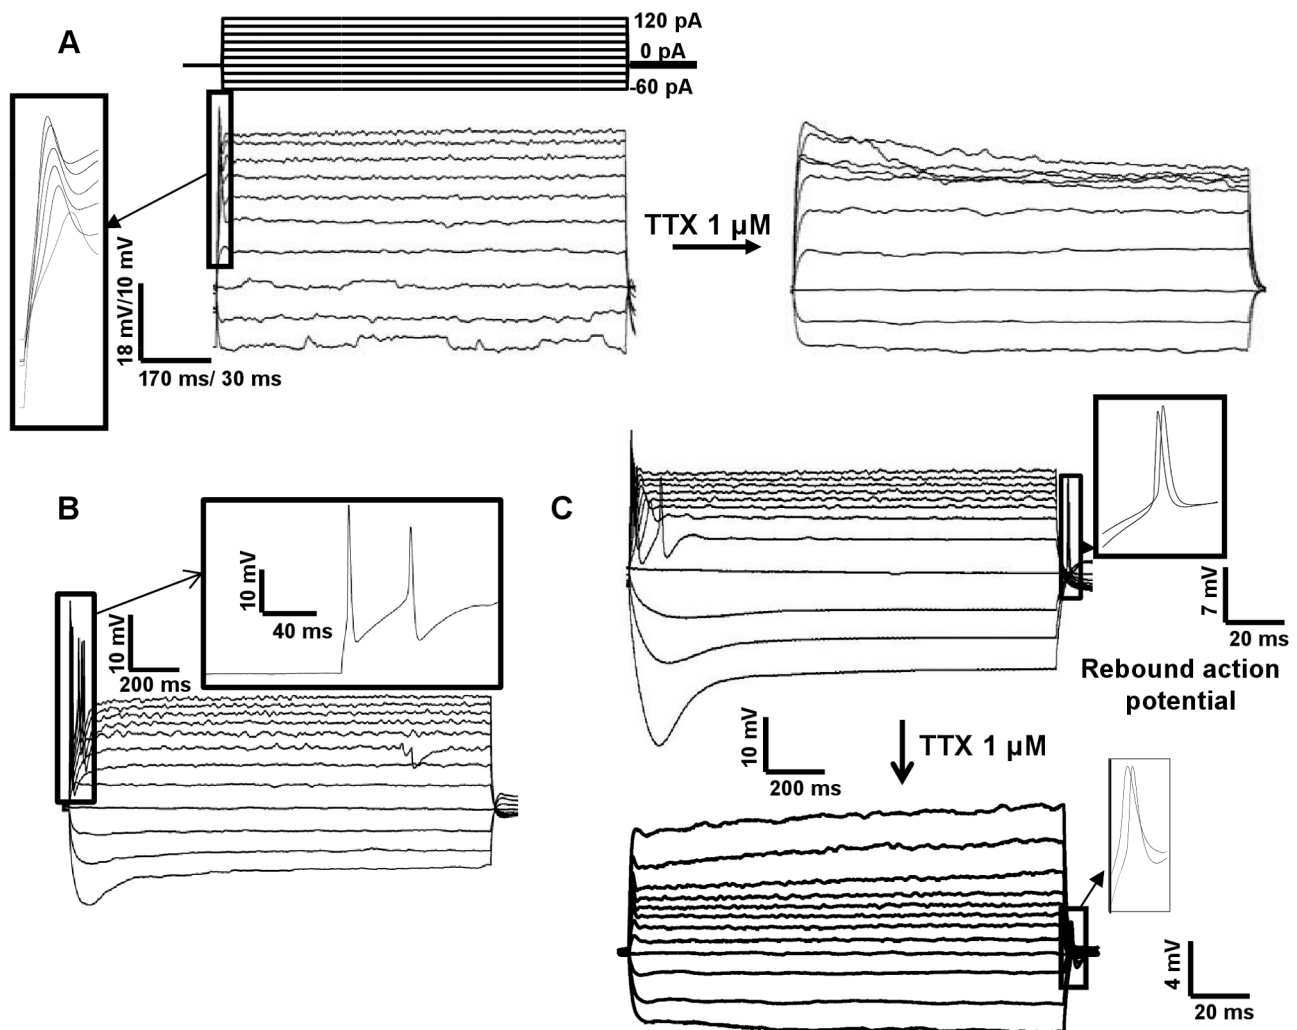 A
120 pA
0 pA
-60 pA
18 mV/10 mV
170 ms/ 30 ms
TTX 1 µM
B
10 mV
40 ms
10 mV
200 ms
C
7 mV
20 ms
Rebound action
potential
10 mV
200 ms
TTX 1 µM
4 mV
20 ms